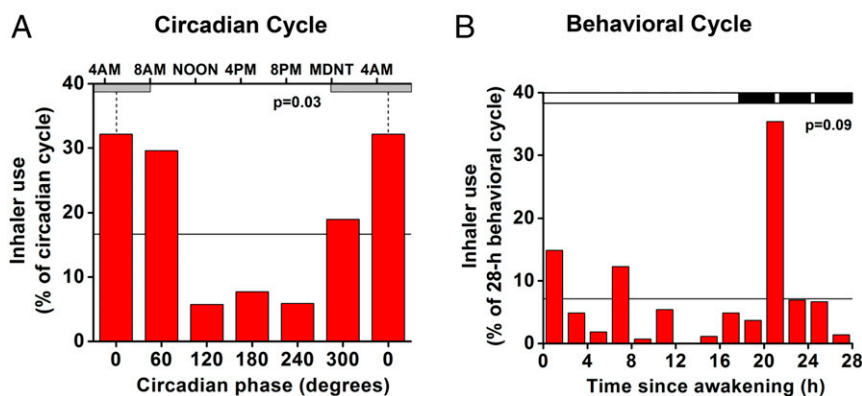 A
Circadian Cycle
4AM 8AM NOON 4PM 8PM MDNT 4AM
p=0.03
Inhaler use
(% of circadian cycle)
40
30
20
10
0
0 60 120 180 240 300 0
Circadian phase (degrees)
B
Behavioral Cycle
p=0.09
Inhaler use
(% of 28-h behavioral cycle)
40
30
20
10
0
0 4 8 12 16 20 24 28
Time since awakening (h)